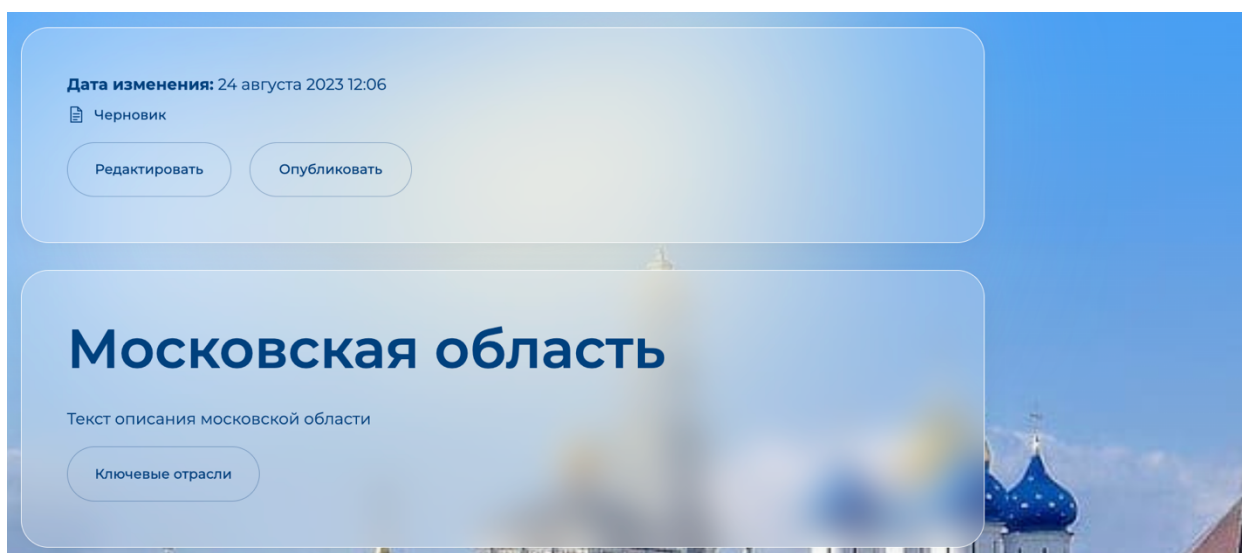 Дата изменения: 24 августа 2023 12:06
Черновик
Редактировать Опубликовать
Московская область
Текст описания московской области
Ключевые отрасли